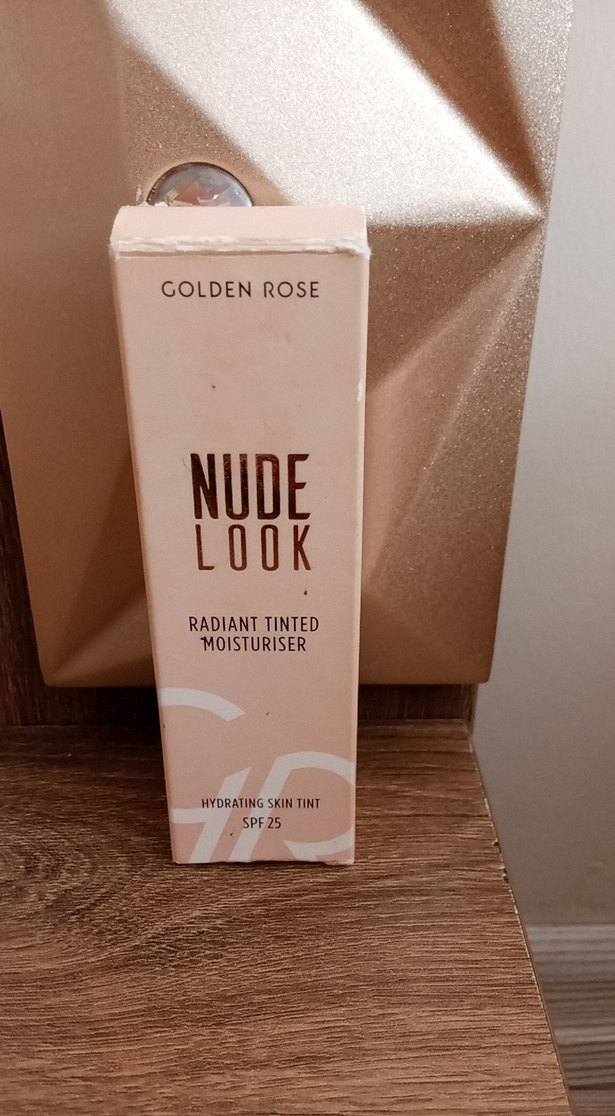 GOLDEN ROSE
NUDE
LOOK
RADIANT TINTED
MOISTURISER
HYDRATING SKIN TINT
SPF 25